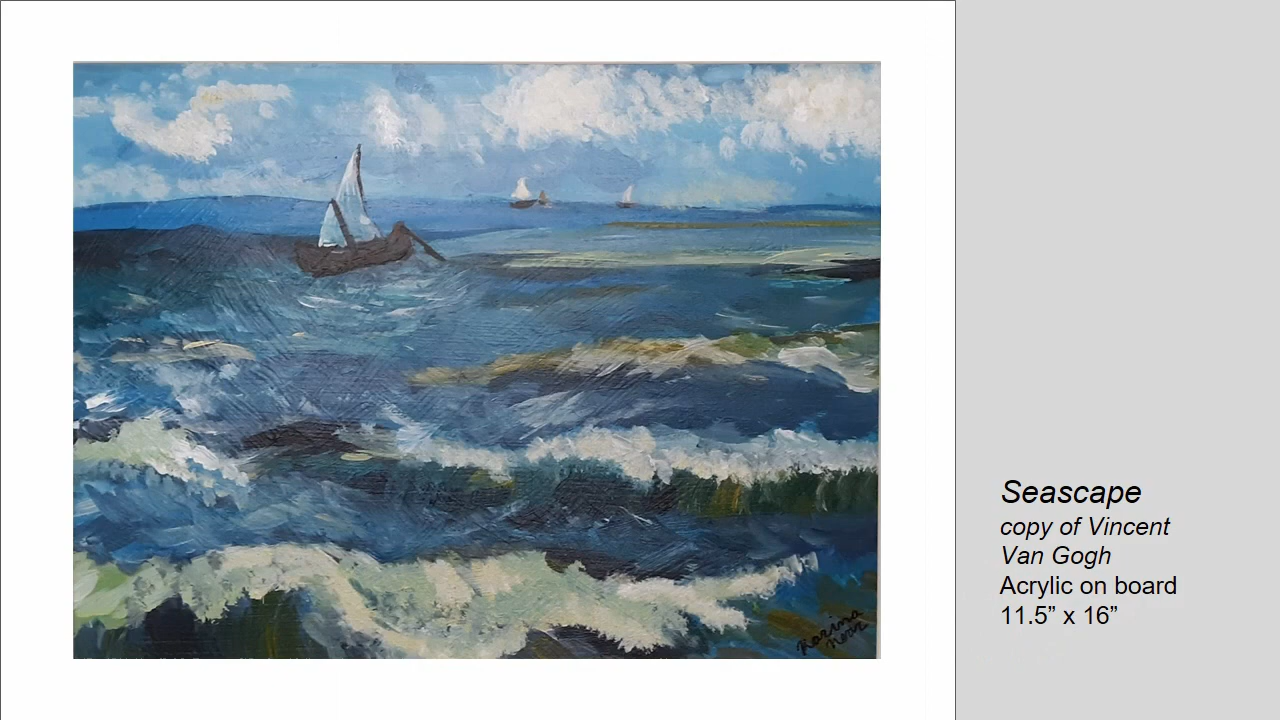 Seascape
copy of Vincent
Van Gogh
Acrylic on board
11.5” x 16”